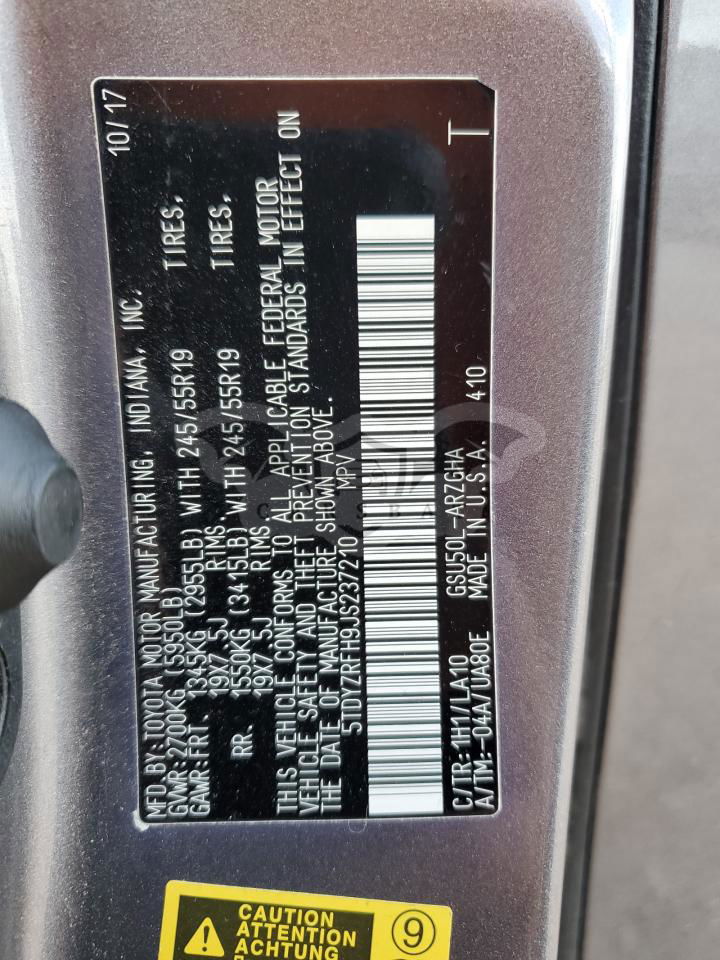 MFD. BY: TOYOTA MOTOR MANUFACTURING, INDIANA, INC. 10/17
GVWR: 2700KG (5950LB)
GAWR: FRT. 1345KG (2955LB) WITH 245/55R19 TIRES,
19X7.5J RIMS,
RR. 1550KG (3415LB) WITH 245/55R19 TIRES,
19X7.5J RIMS.
THIS VEHICLE CONFORMS TO ALL APPLICABLE FEDERAL MOTOR
VEHICLE SAFETY AND THEFT PREVENTION STANDARDS IN EFFECT ON
THE DATE OF MANUFACTURE SHOWN ABOVE.
5TDYZRFH9JS237210 MPV
C/TR: 1H1/LA10 GSU50L-ARZGHA
A/TM: -04A/UA80E MADE IN U.S.A. 410 T
CAUTION
ATTENTION
ACHTUNG
9